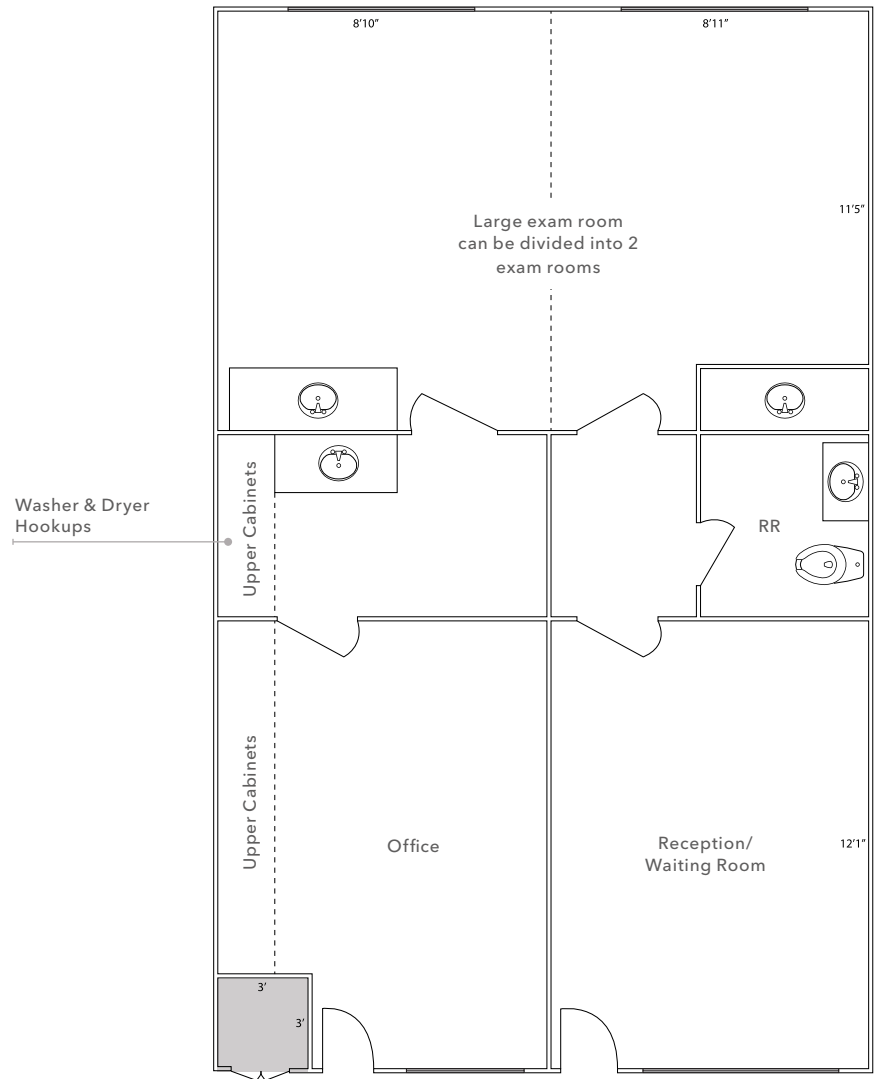 8'10”
8'11”
11'5”
Large exam room
can be divided into 2
exam rooms
Washer & Dryer
Hookups
Upper Cabinets
RR
Upper Cabinets
Office
Reception/
Waiting Room
12'1”
3'
3'